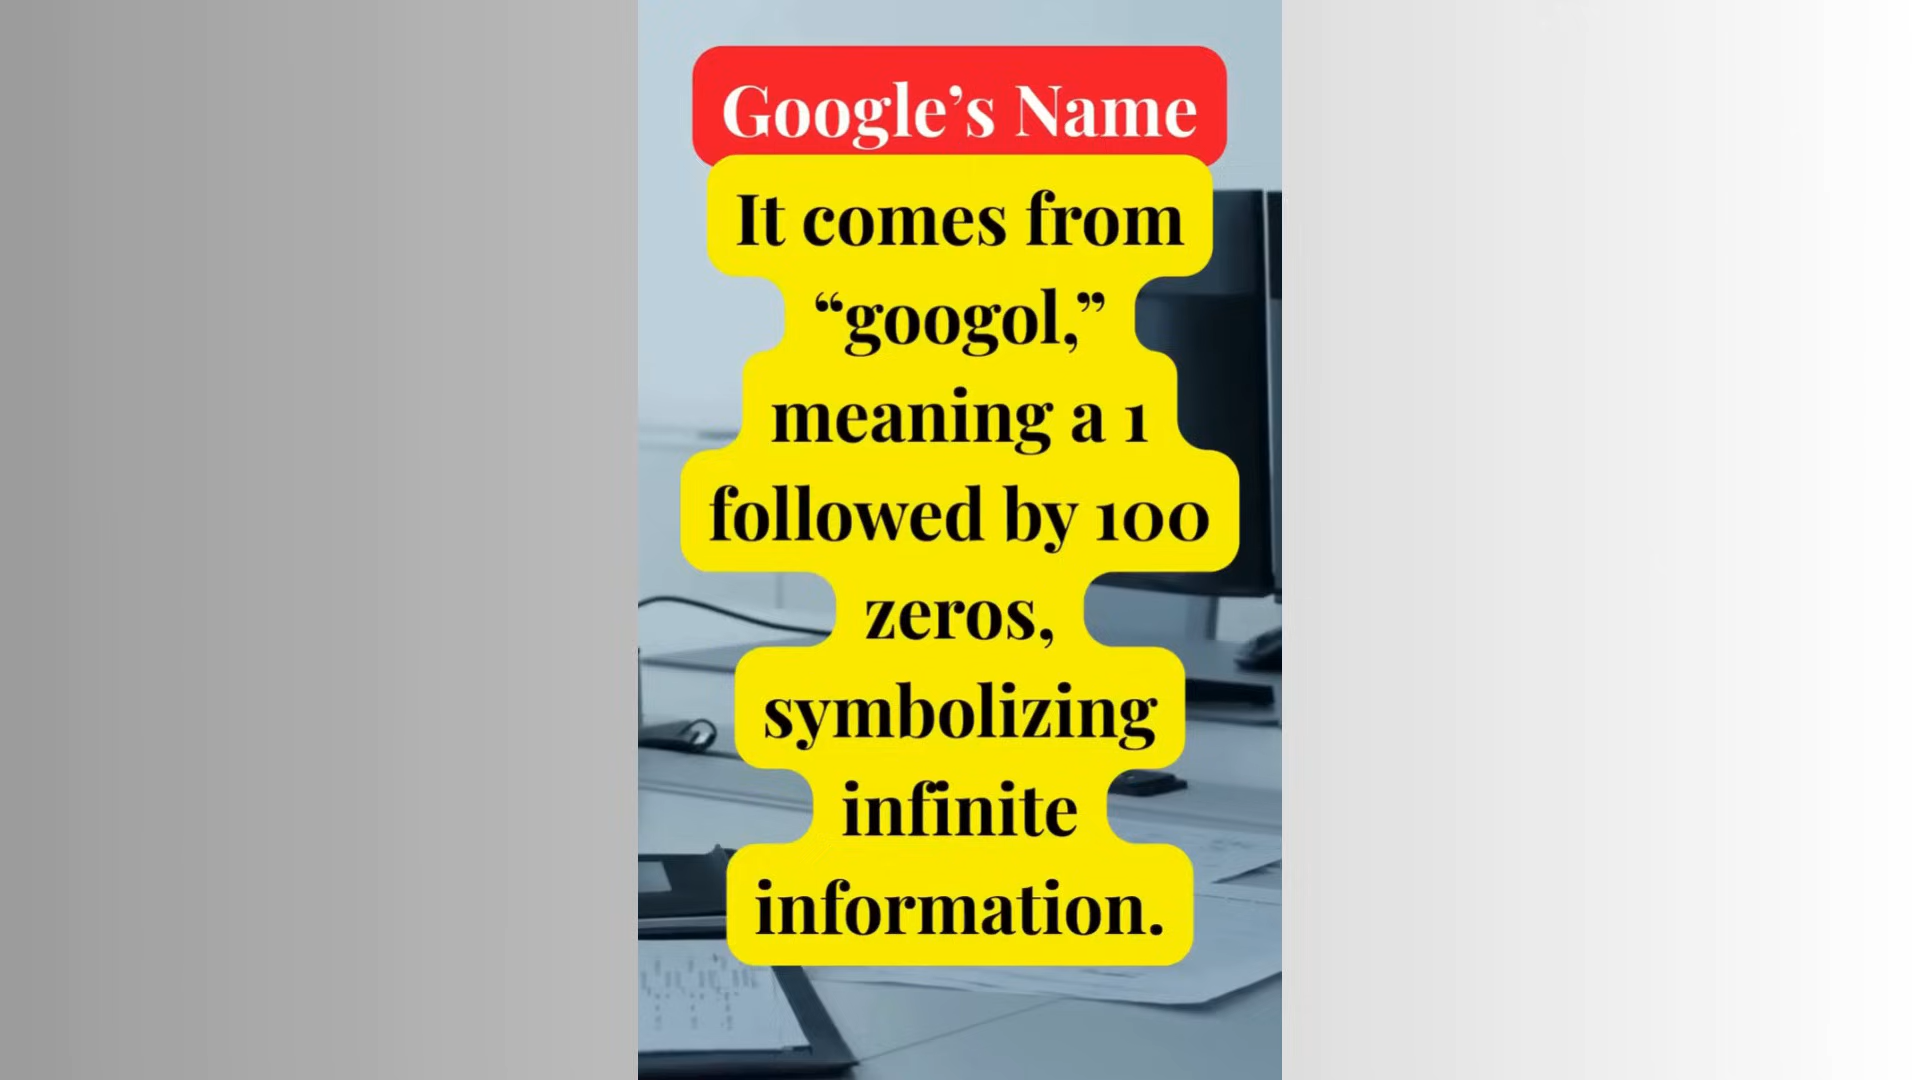 Google’s Name
It comes from
“googol,”
meaning a 1
followed by 100
zeros,
symbolizing
infinite
information.